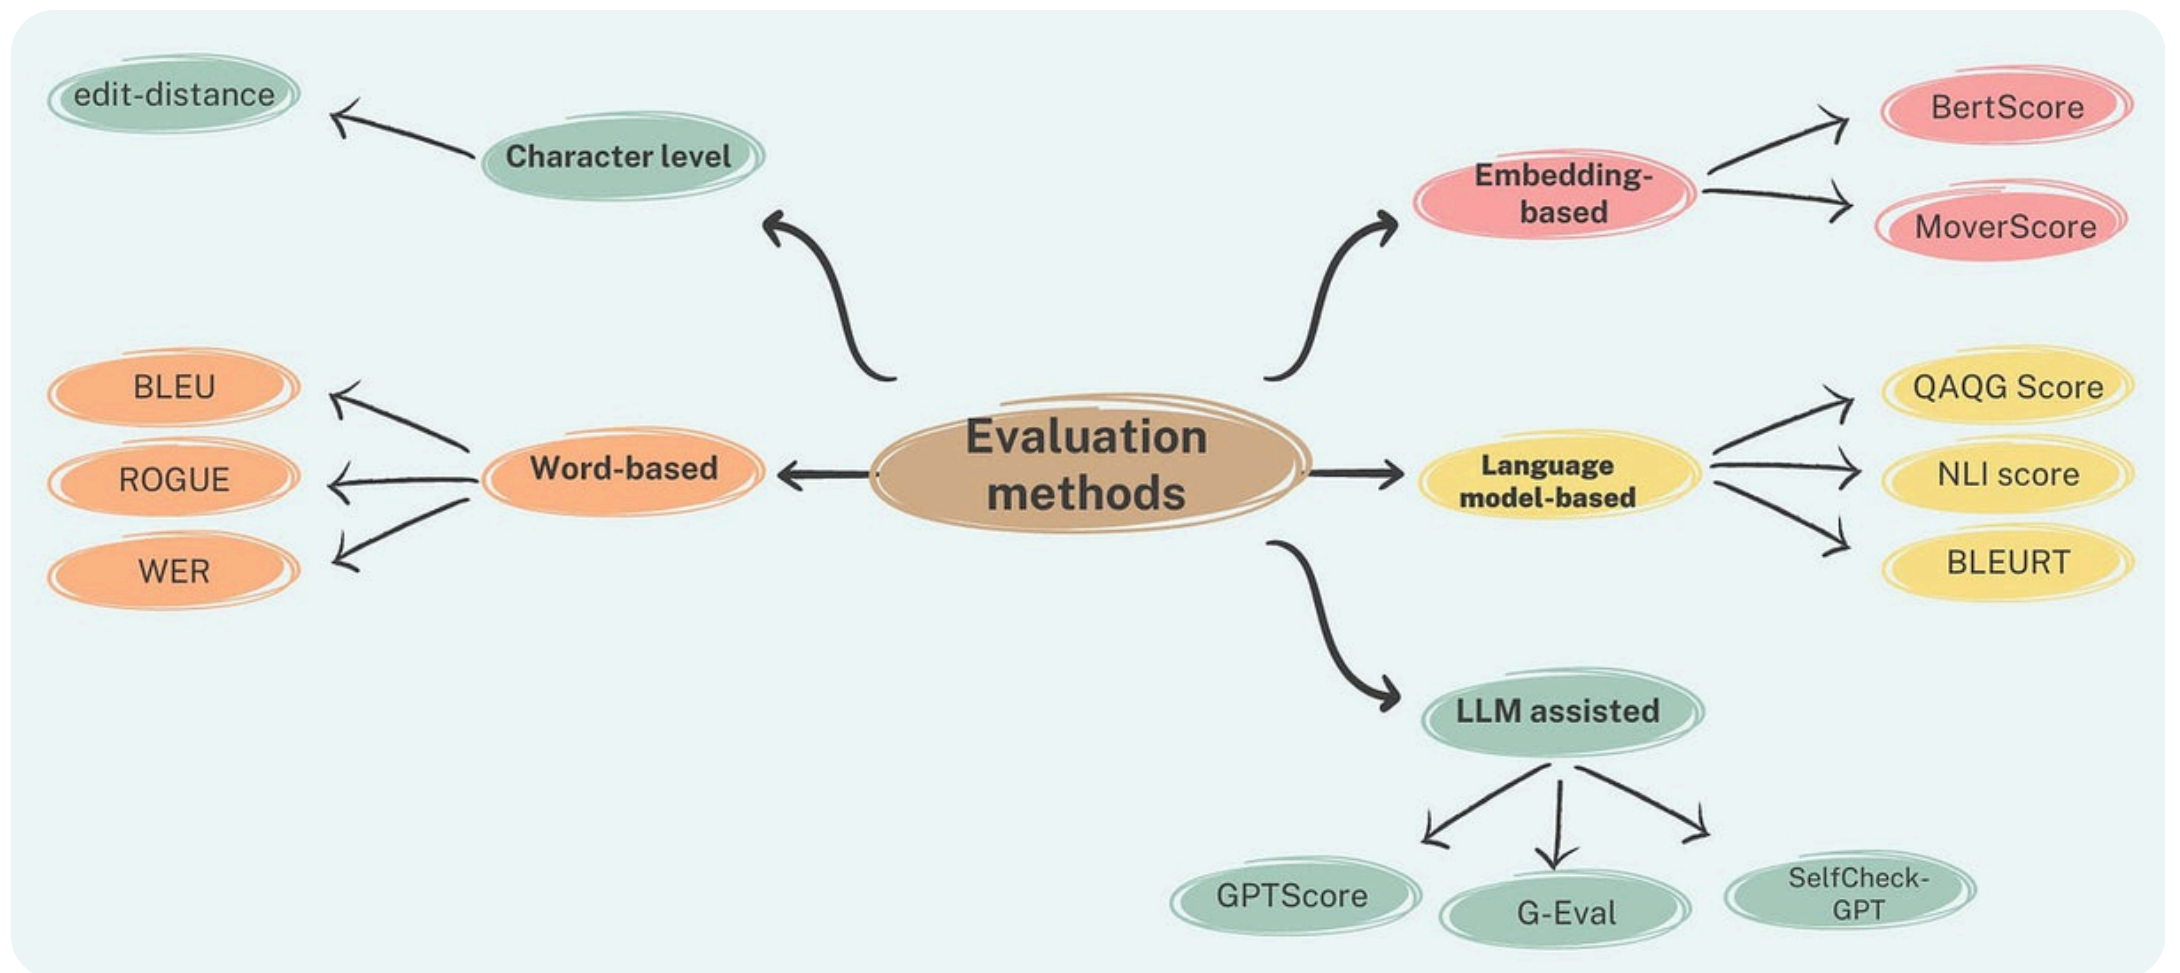 edit-distance
Character level
BLEU
ROGUE
WER
Word-based
Evaluation
methods
Embedding-
based
BertScore
MoverScore
Language
model-based
QAQG Score
NLI score
BLEURT
LLM assisted
GPTScore
G-Eval
SelfCheck-
GPT